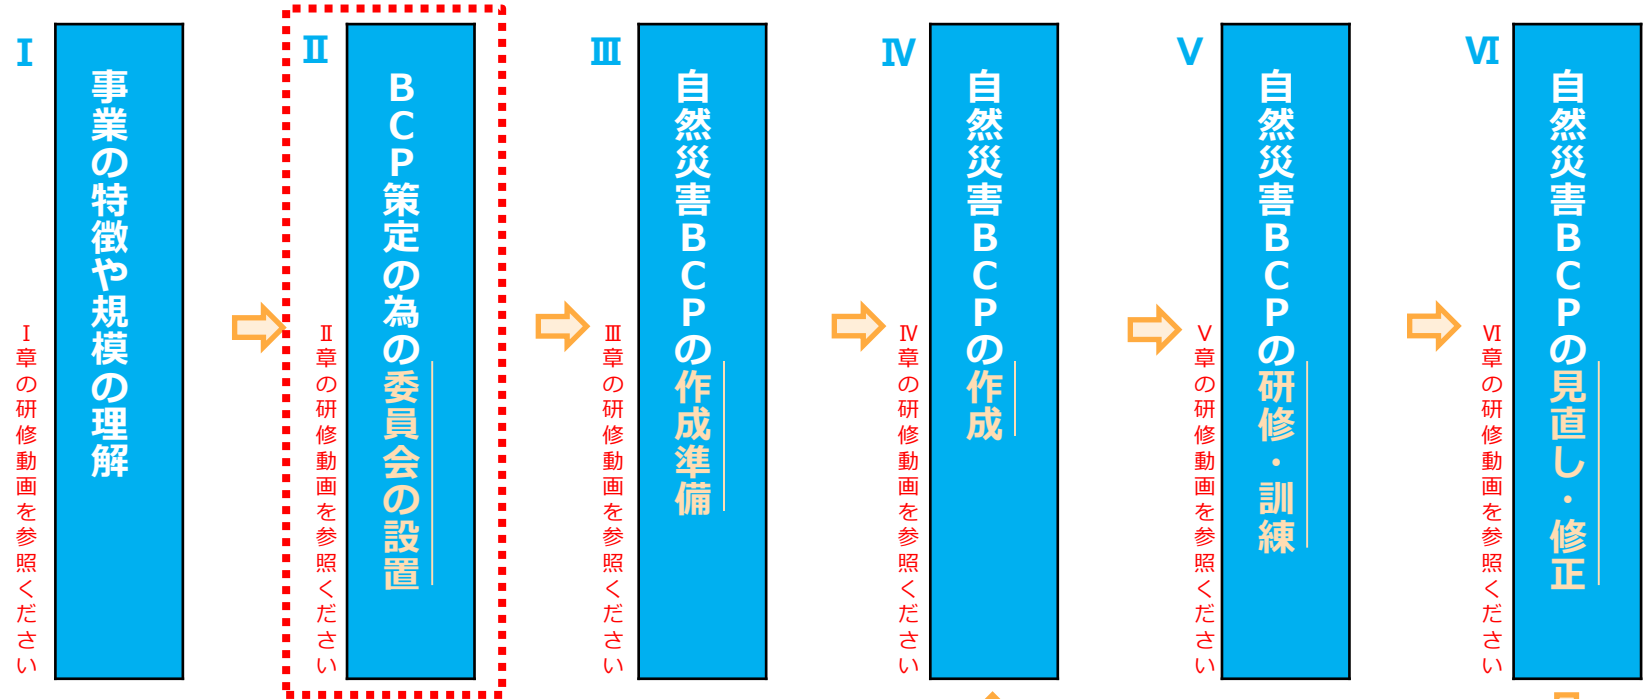 Ⅰ
事業の特徴や規模の理解
Ⅰ章の研修動画を参照ください
Ⅱ
BCP策定の為の委員会の設置
Ⅱ章の研修動画を参照ください
Ⅲ
自然災害BCPの作成準備
Ⅲ章の研修動画を参照ください
Ⅳ
自然災害BCPの作成
Ⅳ章の研修動画を参照ください
Ⅴ
自然災害BCPの研修・訓練
Ⅴ章の研修動画を参照ください
Ⅵ
自然災害BCPの見直し・修正
Ⅵ章の研修動画を参照ください